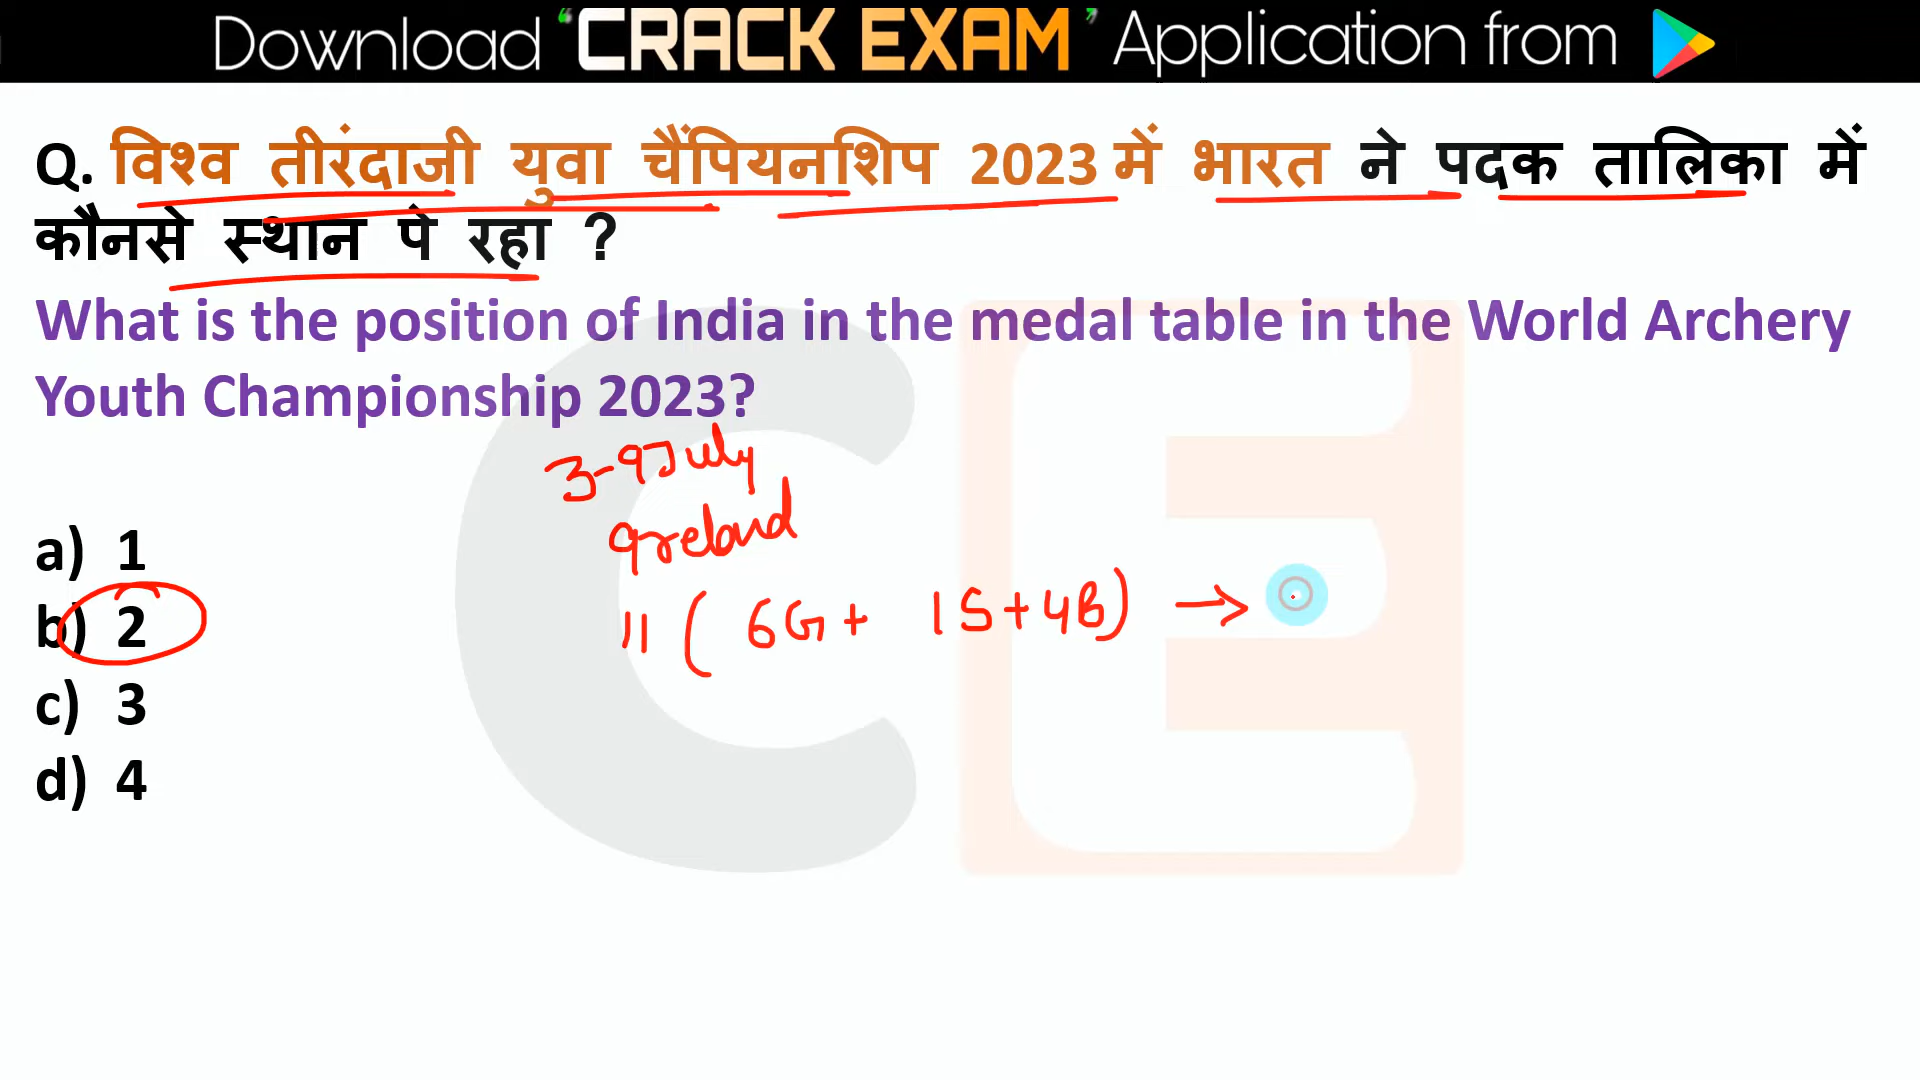 Download “CRACK EXAM” Application from
Q. विश्व तीरंदाजी युवा चैंपियनशिप 2023 में भारत ने पदक तालिका में
कौनसे स्थान पे रहा ?
What is the position of India in the medal table in the World Archery
Youth Championship 2023?
3-9 July
Ireland
a) 1
11 ( 6G + 1S + 4B ) →
b) 2
c) 3
d) 4